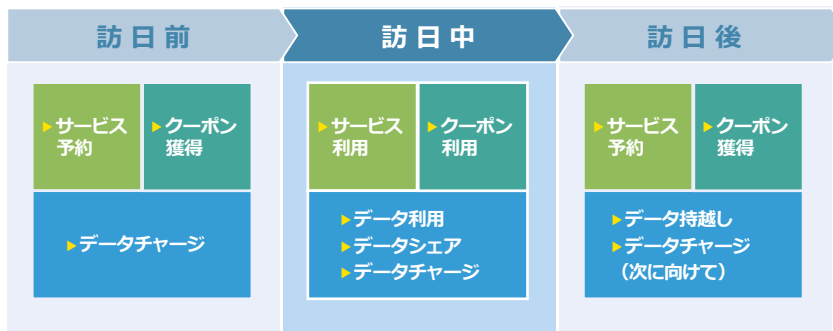 訪日前
訪日中
訪日後
▶サービス
予約
▶クーポン
獲得
▶データチャージ
▶サービス
利用
▶クーポン
利用
▶データ利用
▶データシェア
▶データチャージ
▶サービス
予約
▶クーポン
獲得
▶データ持越し
▶データチャージ
（次に向けて）